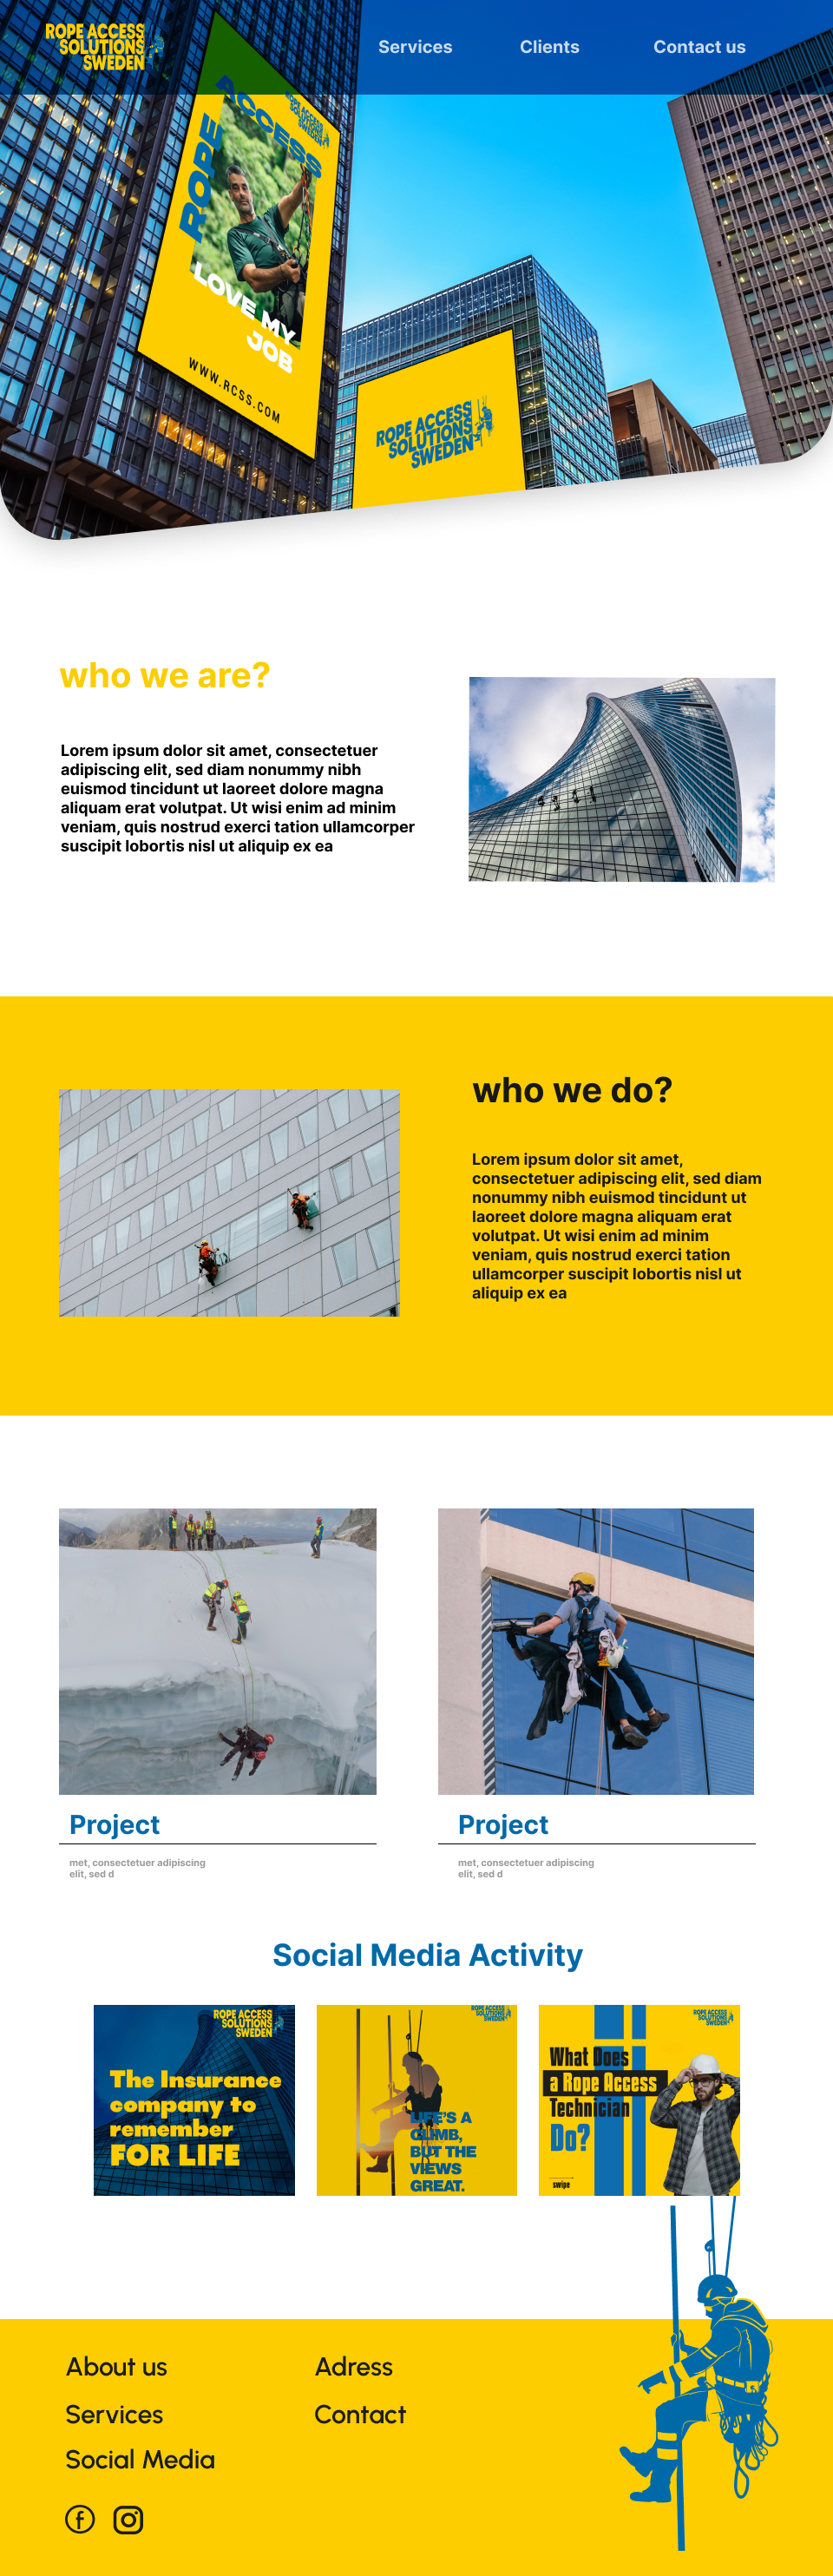 ROPE ACCESS
SOLUTIONS
SWEDEN
Services
Clients
Contact us
ROPE ACCESS
SOLUTIONS
SWEDEN
ROPE
ACCESS
LOVE MY
JOB
WWW.RCSS.COM
ROPE ACCESS
SOLUTIONS
SWEDEN
who we are?
Lorem ipsum dolor sit amet, consectetuer
adipiscing elit, sed diam nonummy nibh
euismod tincidunt ut laoreet dolore magna
aliquam erat volutpat. Ut wisi enim ad minim
veniam, quis nostrud exerci tation ullamcorper
suscipit lobortis nisl ut aliquip ex ea
who we do?
Lorem ipsum dolor sit amet,
consectetuer adipiscing elit, sed diam
nonummy nibh euismod tincidunt ut
laoreet dolore magna aliquam erat
volutpat. Ut wisi enim ad minim
veniam, quis nostrud exerci tation
ullamcorper suscipit lobortis nisl ut
aliquip ex ea
Project
met, consectetuer adipiscing
elit, sed d
Project
met, consectetuer adipiscing
elit, sed d
Social Media Activity
ROPE ACCESS
SOLUTIONS
SWEDEN
The Insurance
company to
remember
FOR LIFE
ROPE ACCESS
SOLUTIONS
SWEDEN
LIFE'S A
CLIMB,
BUT THE
VIEWS
GREAT.
ROPE ACCESS
SOLUTIONS
SWEDEN
What Does
a Rope Access
Technician
Do?
swipe
About us
Services
Social Media
Adress
Contact